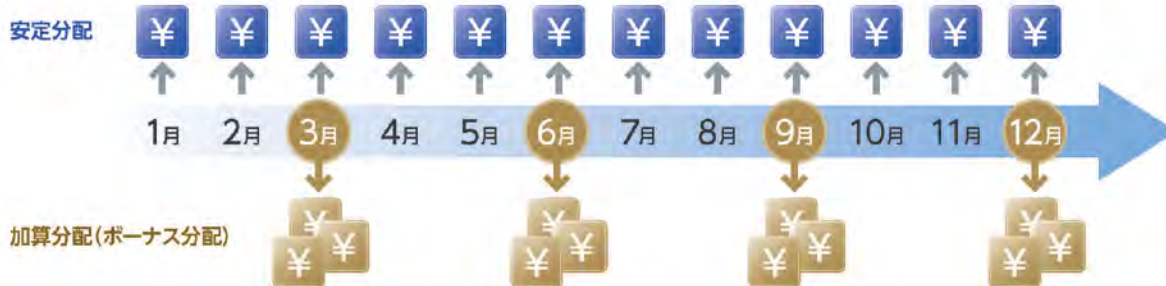 安定分配 ¥ ¥ ¥ ¥ ¥ ¥ ¥ ¥ ¥ ¥ ¥ ¥
1月 2月 3月 4月 5月 6月 7月 8月 9月 10月 11月 12月
¥ ¥ ¥ ¥
加算分配(ボーナス分配) ¥ ¥ ¥ ¥ ¥ ¥ ¥ ¥